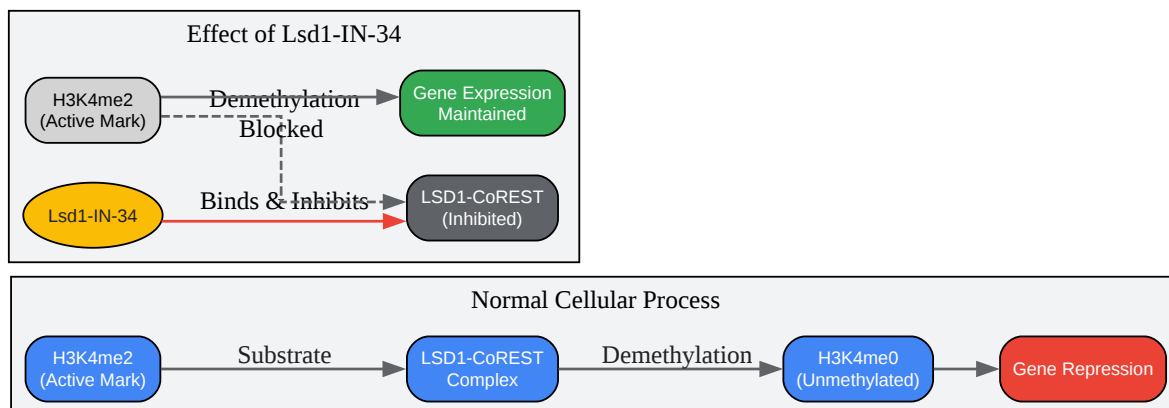 Effect of Lsd1-IN-34
H3K4me2
(Active Mark)
Demethylation
Blocked
Gene Expression
Maintained
Lsd1-IN-34
Binds & Inhibits
LSD1-CoREST
(Inhibited)
Normal Cellular Process
H3K4me2
(Active Mark)
Substrate
LSD1-CoREST
Complex
Demethylation
H3K4me0
(Unmethylated)
Gene Repression